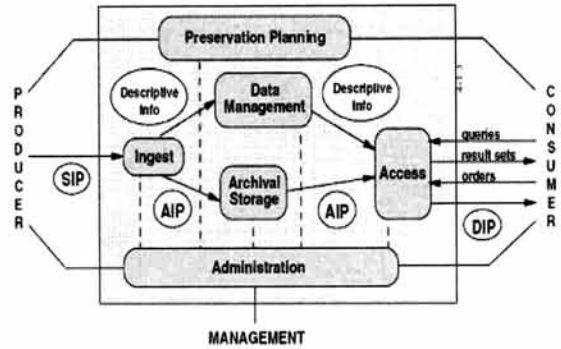 Preservation Planning
P
R
O
D
U
C
E
R
Descriptive
Info
Data
Management
Descriptive
Info
C
O
N
S
U
M
E
R
queries
result sets
orders
Ingest
Access
SIP
AIP
Archival
Storage
AIP
DIP
Administration
MANAGEMENT